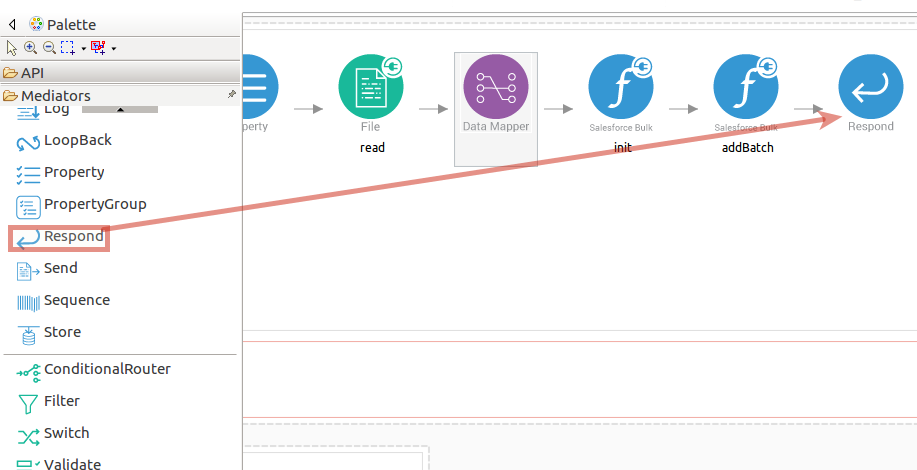 Palette
API
Mediators
Log
LoopBack
Property
PropertyGroup
Respond
Send
Sequence
Store
ConditionalRouter
Filter
Switch
Validate
perty
File
Data Mapper
Salesforce Bulk
Salesforce Bulk
Respond
read
init
addBatch